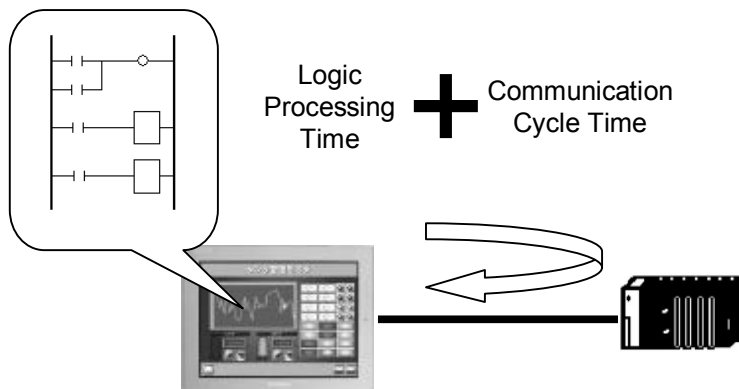 Logic
Processing
Time
Communication
Cycle Time